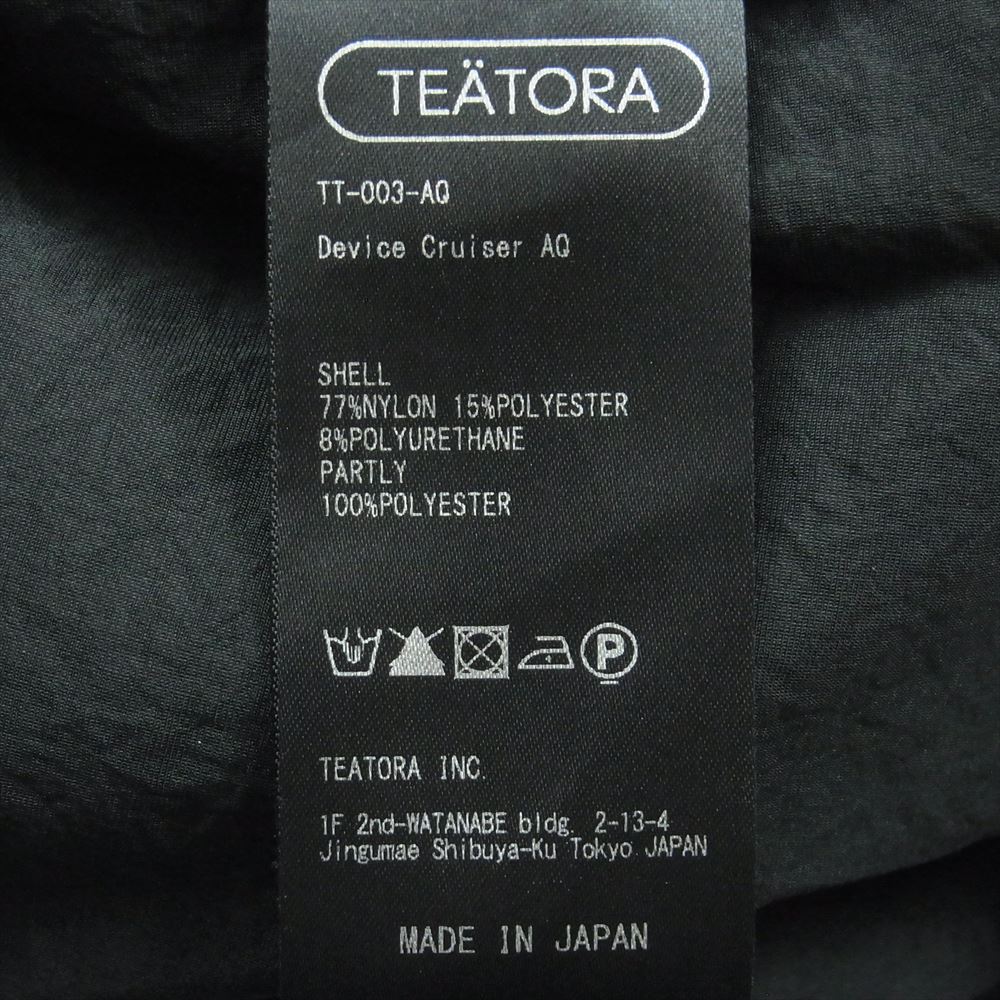 TEÄTORA
TT-003-AQ
Device Cruiser AQ
SHELL
77%NYLON 15%POLYESTER
8%POLYURETHANE
PARTLY
100%POLYESTER
P
TEATORA INC.
1F 2nd-WATANABE bldg. 2-13-4
Jingumae Shibuya-Ku Tokyo JAPAN
MADE IN JAPAN